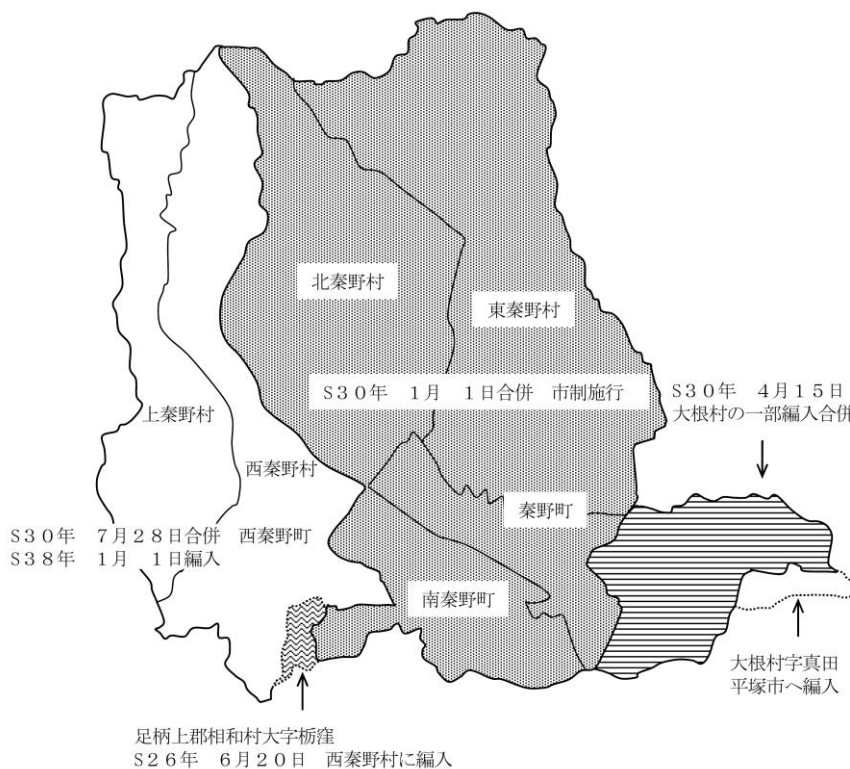 北秦野村
東秦野村
S30年　1月　1日合併　市制施行
S30年　4月15日
大根村の一部編入合併
上秦野村
西秦野村
秦野町
S30年　7月28日合併　西秦野町
S38年　1月　1日編入
南秦野町
大根村字真田
平塚市へ編入
足柄上郡相和村大字栃窪
S26年　6月20日　西秦野村に編入